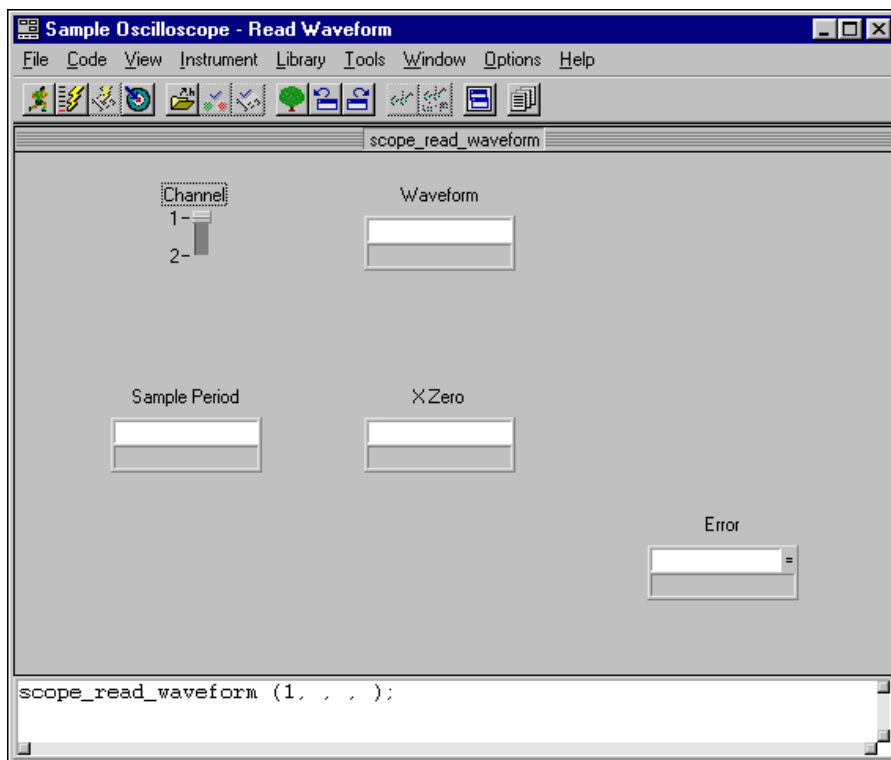 Sample Oscilloscope - Read Waveform
File Code View Instrument Library Tools Window Options Help
scope_read_waveform
Channel
Waveform
1-
2-
Sample Period
X Zero
Error
=
scope_read_waveform (1, , , );